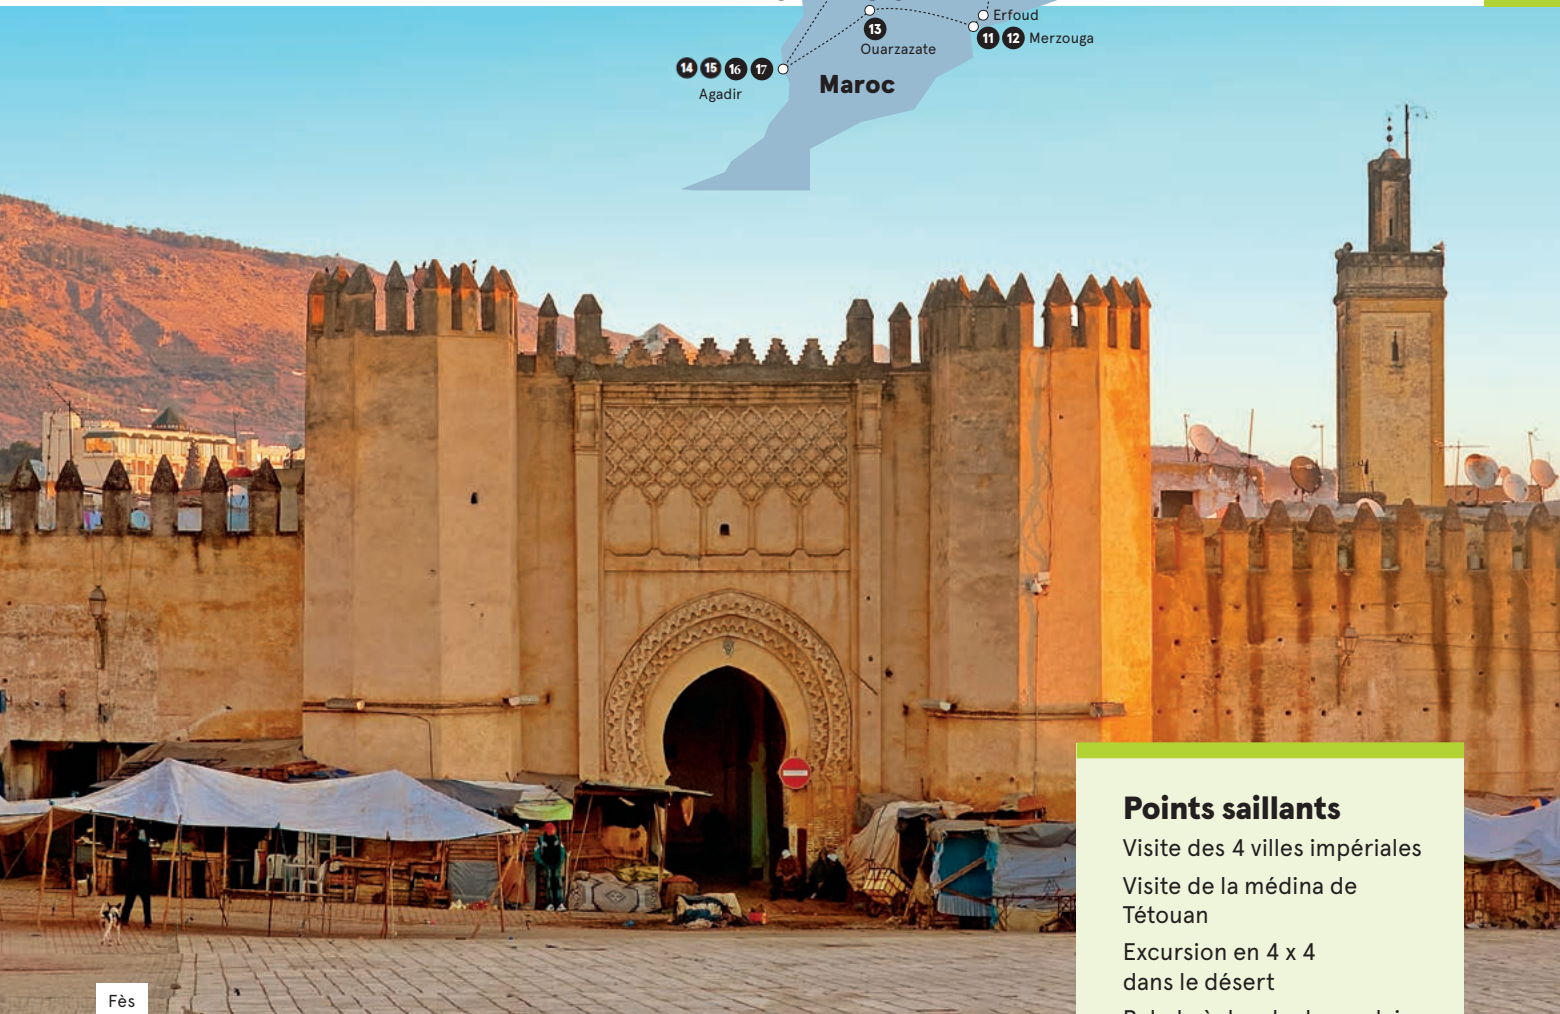 Erfoud
13
11 12 Merzouga
Ouarzazate
14 15 16 17
Agadir
Maroc
Points saillants
Visite des 4 villes impériales
Visite de la médina de
Tétouan
Excursion en 4 x 4
dans le désert
Fès